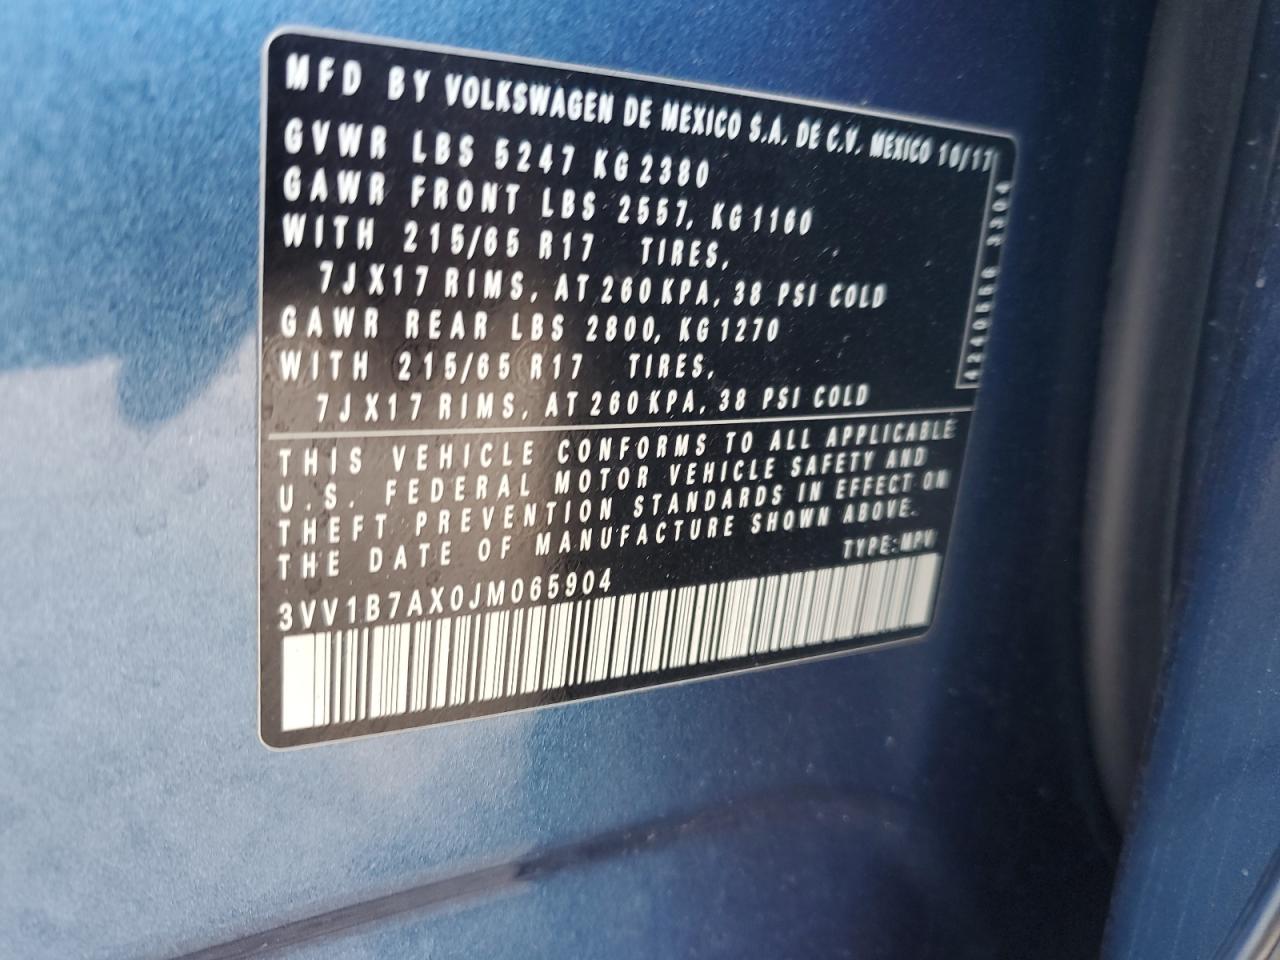 MFD BY VOLKSWAGEN DE MEXICO S.A. DE C.V. MEXICO 10/17
GVWR LBS 5247 KG 2380
GAWR FRONT LBS 2557, KG 1160
WITH 215/65 R17 TIRES,
7J X17 RIMS, AT 260 KPA, 38 PSI COLD
GAWR REAR LBS 2800, KG 1270
WITH 215/65 R17 TIRES,
7J X17 RIMS, AT 260 KPA, 38 PSI COLD
THIS VEHICLE CONFORMS TO ALL APPLICABLE
U.S. FEDERAL MOTOR VEHICLE SAFETY AND
THEFT PREVENTION STANDARDS IN EFFECT ON
THE DATE OF MANUFACTURE SHOWN ABOVE.
TYPE:MPV
3VV1B7AX0JM065904